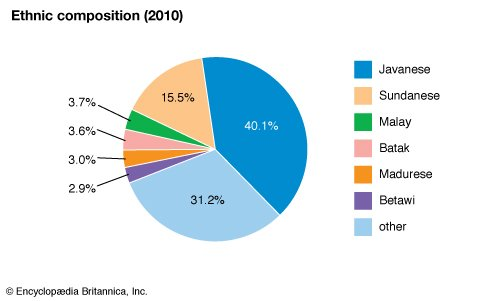 Ethnic composition (2010)
3.7%
15.5%
40.1%
3.6%
3.0%
2.9%
31.2%
Javanese
Sundanese
Malay
Batak
Madurese
Betawi
other
© Encyclopædia Britannica, Inc.